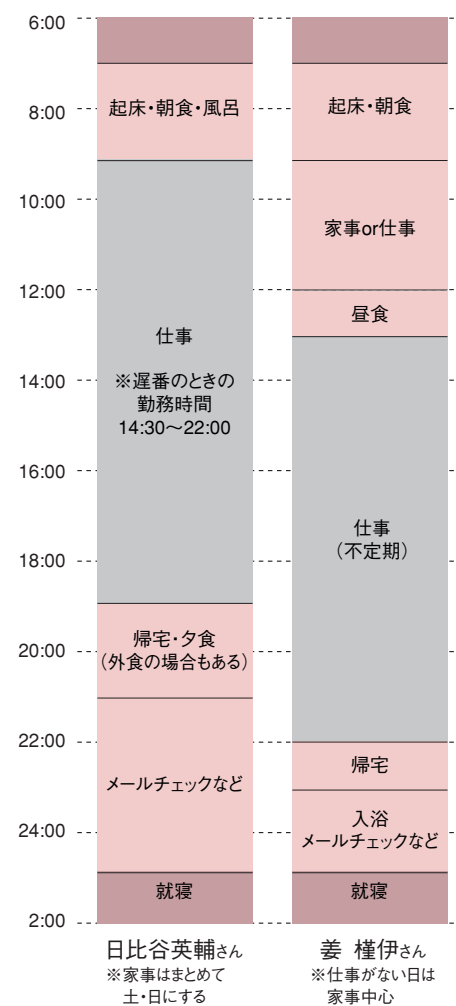 6:00
8:00
10:00
12:00
14:00
16:00
18:00
20:00
22:00
24:00
2:00
起床・朝食・風呂
仕事
※遅番のときの
勤務時間
14:30〜22:00
帰宅・夕食
（外食の場合もある）
メールチェックなど
就寝
日比谷英輔さん
※家事はまとめて
土・日にする
起床・朝食
家事or仕事
昼食
仕事
（不定期）
帰宅
入浴
メールチェックなど
就寝
姜 槿伊さん
※仕事がない日は
家事中心